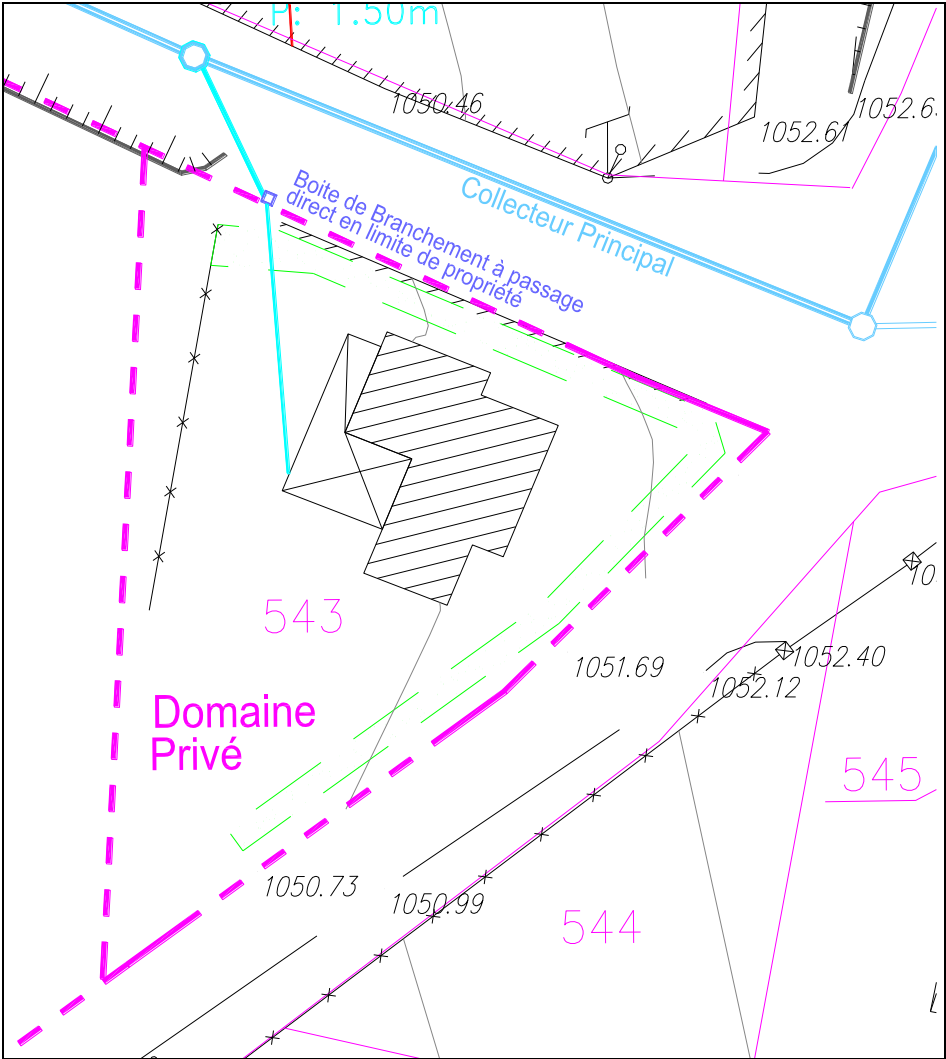 P: 1.50m
1050.46
1052.61
1052.6
Boite de Branchement à passage
direct en limite de propriété
Collecteur Principal
543
1051.69
1052.40
1052.12
10.
Domaine
Privé
545
1050.73
1050.99
544